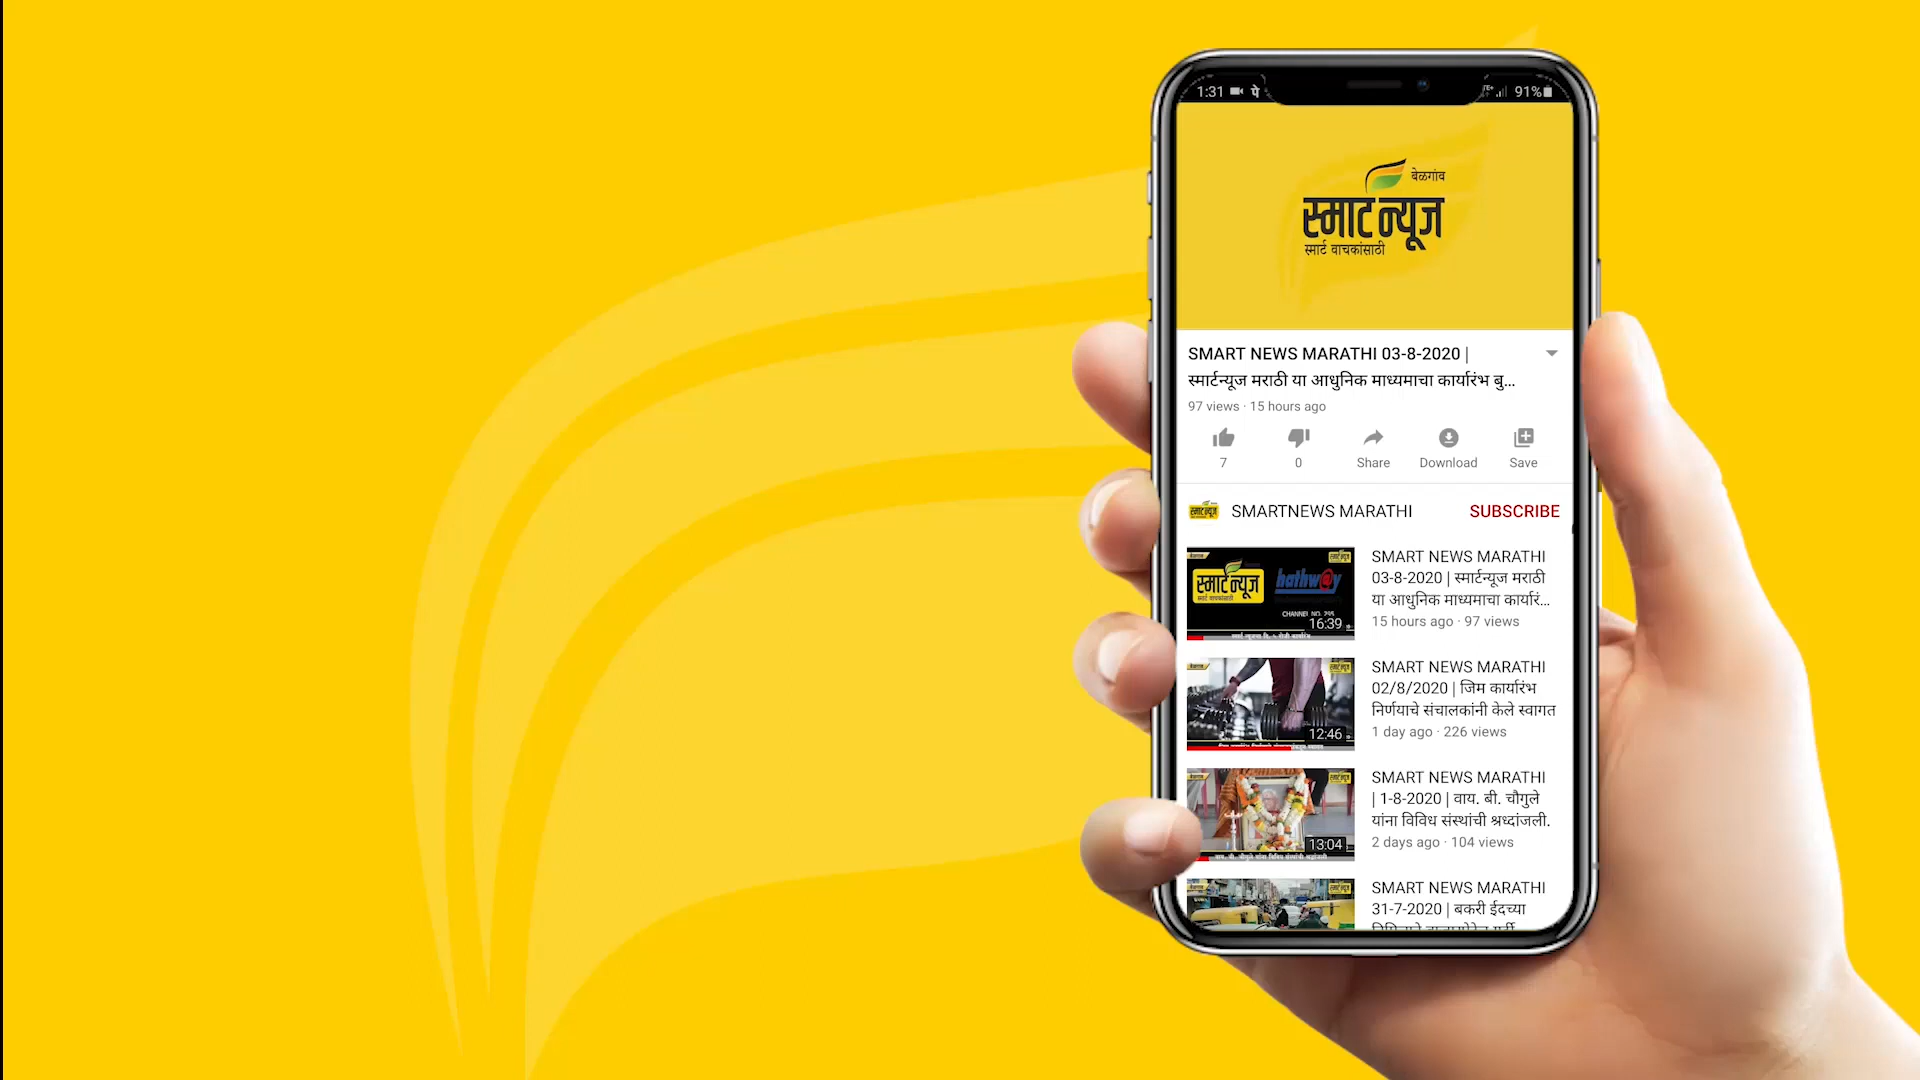 1:31
91%
बेळगांव
स्मार्ट न्यूज
स्मार्ट वाचकांसाठी
SMART NEWS MARATHI 03-8-2020 |
स्मार्टन्यूज मराठी या आधुनिक माध्यमाचा कार्यारंभ बु...
97 views · 15 hours ago
7
0
Share
Download
Save
SMARTNEWS MARATHI
SUBSCRIBE
स्मार्ट न्यूज
hathw@y
CHANNEL NO. 295
16:39
SMART NEWS MARATHI
03-8-2020 | स्मार्टन्यूज मराठी
या आधुनिक माध्यमाचा कार्यारं...
15 hours ago · 97 views
12:46
SMART NEWS MARATHI
02/8/2020 | जिम कार्यारंभ
निर्णयाचे संचालकांनी केले स्वागत
1 day ago · 226 views
13:04
SMART NEWS MARATHI
| 1-8-2020 | वाय. बी. चौगुले
यांना विविध संस्थांची श्रध्दांजली.
2 days ago · 104 views
SMART NEWS MARATHI
31-7-2020 | बकरी ईदच्या